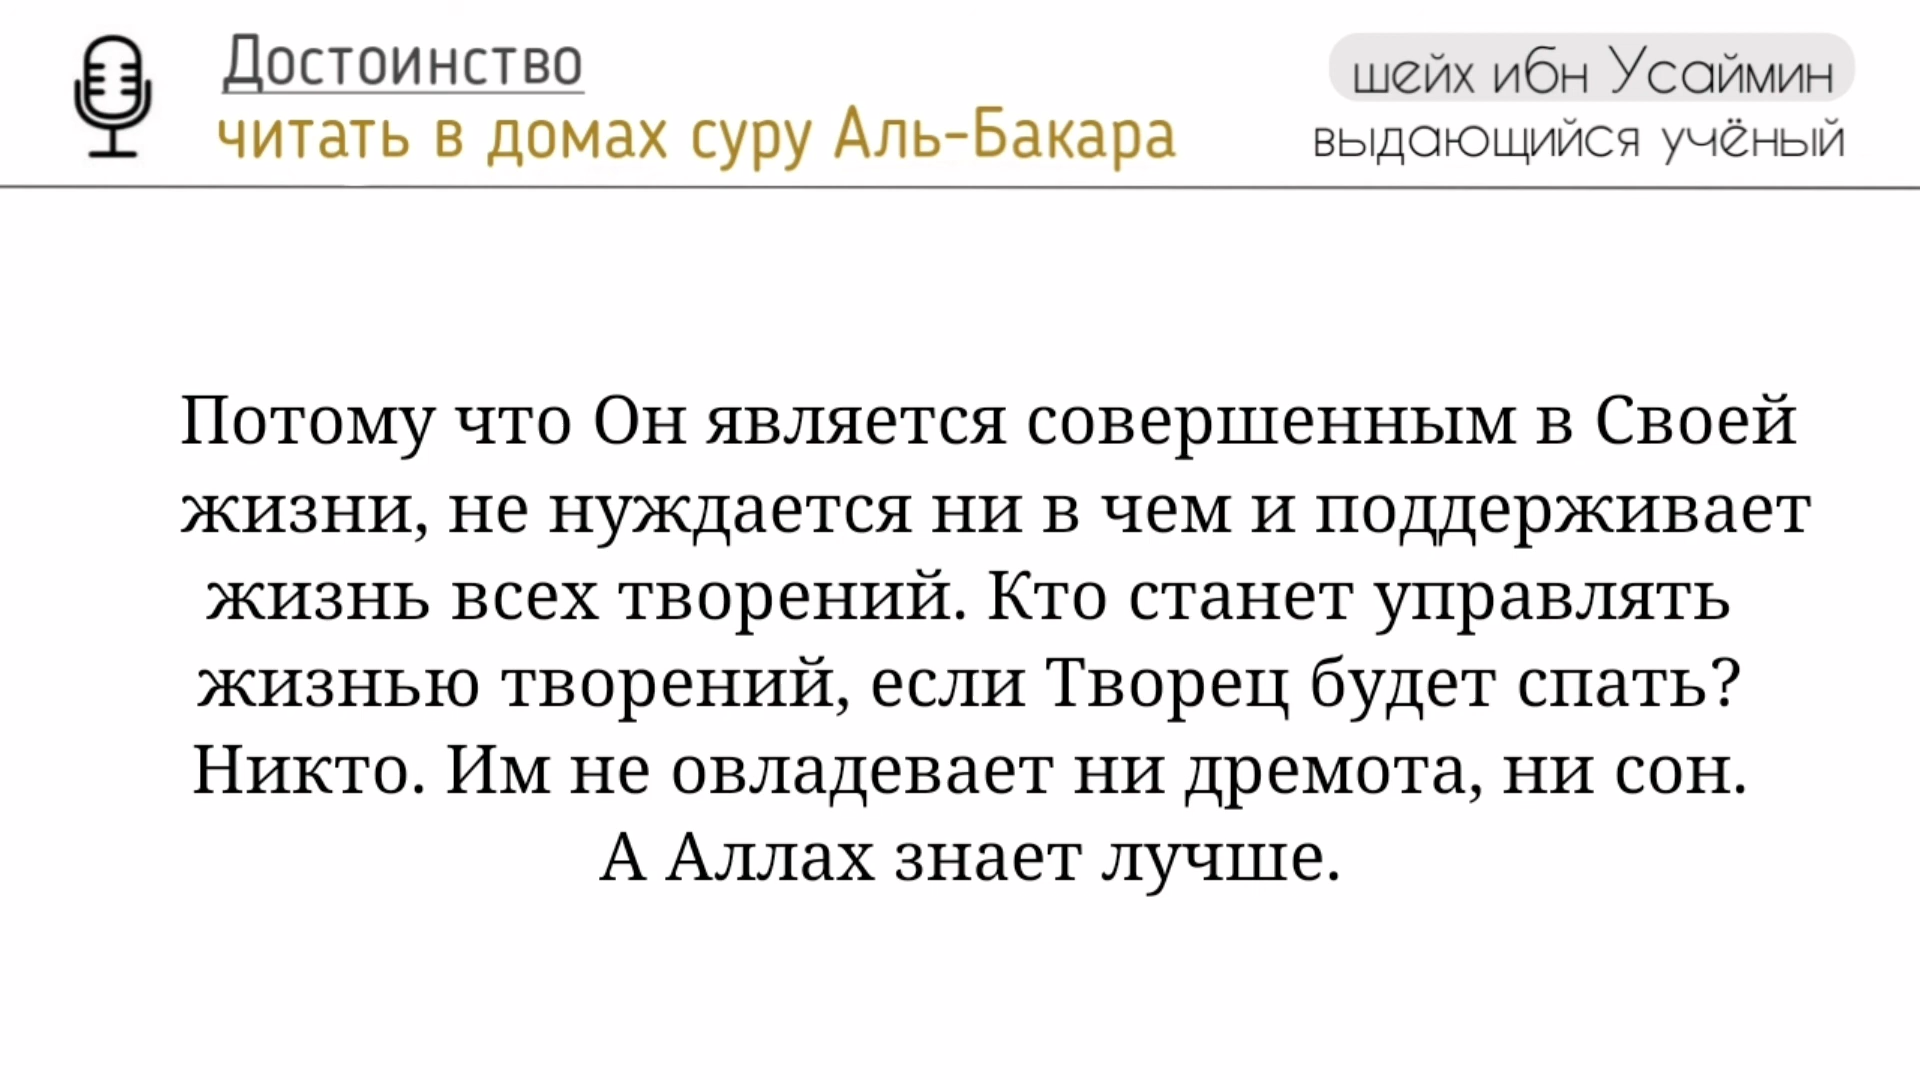 Достоинство
читать в домах суру Аль-Бакара
шейх ибн Усаймин
выдающийся учёный
Потому что Он является совершенным в Своей
жизни, не нуждается ни в чем и поддерживает
жизнь всех творений. Кто станет управлять
жизнью творений, если Творец будет спать?
Никто. Им не овладевает ни дремота, ни сон.
А Аллах знает лучше.